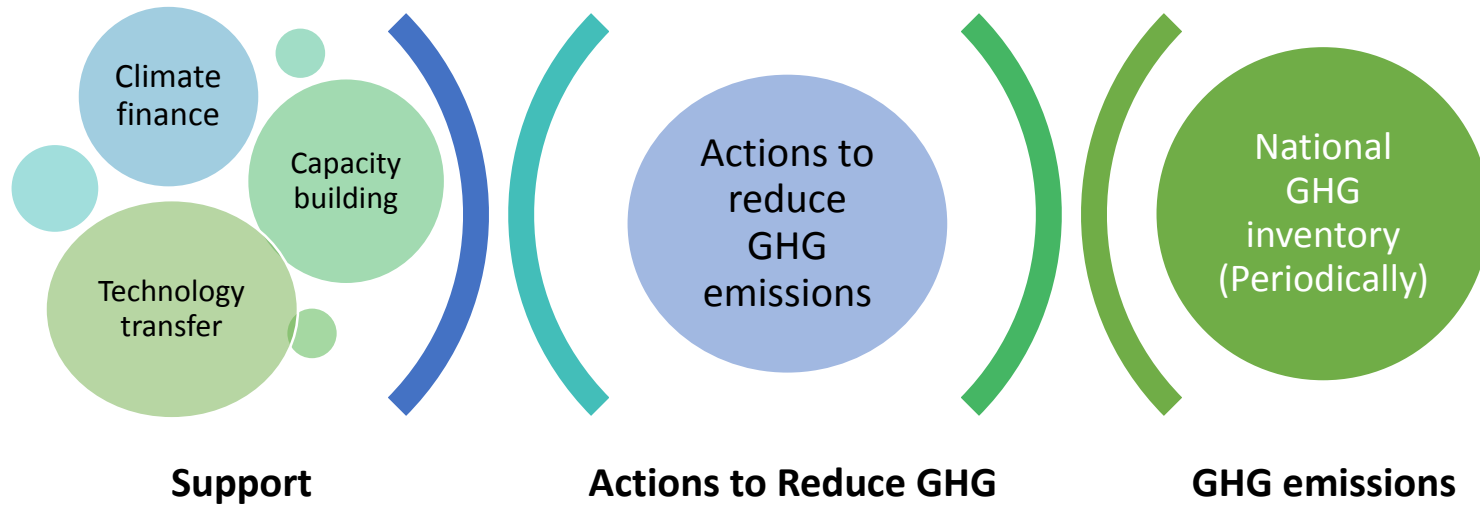 Climate
finance
Capacity
building
Technology
transfer
Support
Actions to
reduce
GHG
emissions
Actions to Reduce GHG
National
GHG
inventory
(Periodically)
GHG emissions